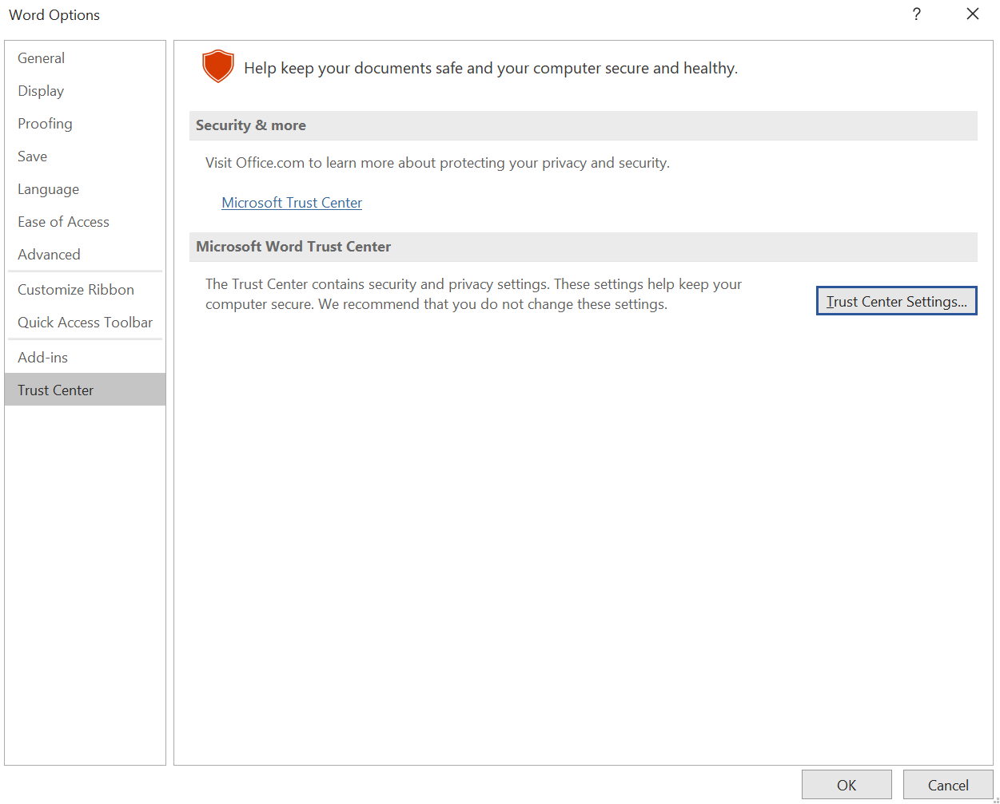 Word Options
?
General
Display
Proofing
Save
Language
Ease of Access
Advanced
Customize Ribbon
Quick Access Toolbar
Add-ins
Trust Center
Help keep your documents safe and your computer secure and healthy.
Security & more
Visit Office.com to learn more about protecting your privacy and security.
Microsoft Trust Center
Microsoft Word Trust Center
The Trust Center contains security and privacy settings. These settings help keep your
computer secure. We recommend that you do not change these settings.
Trust Center Settings...
OK
Cancel